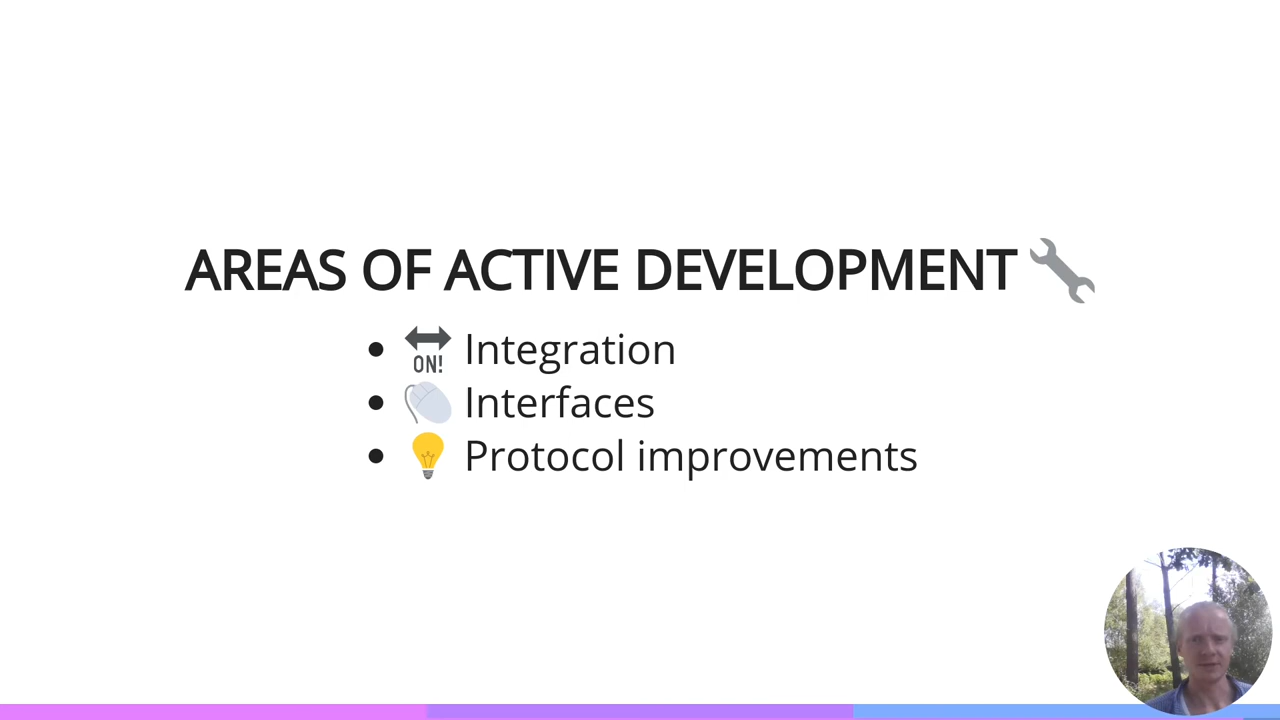 AREAS OF ACTIVE DEVELOPMENT
ON! Integration
Interfaces
Protocol improvements